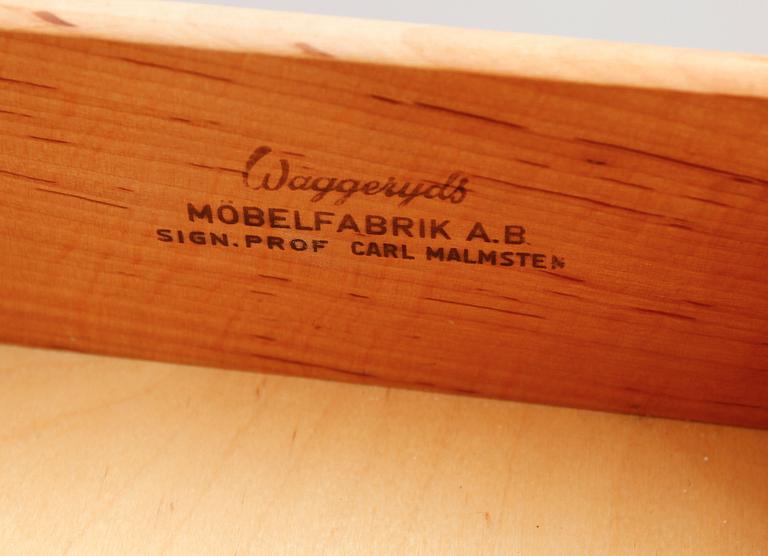 Waggeryds
MÖBELFABRIK A.B.
SIGN. PROF CARL MALMSTEN